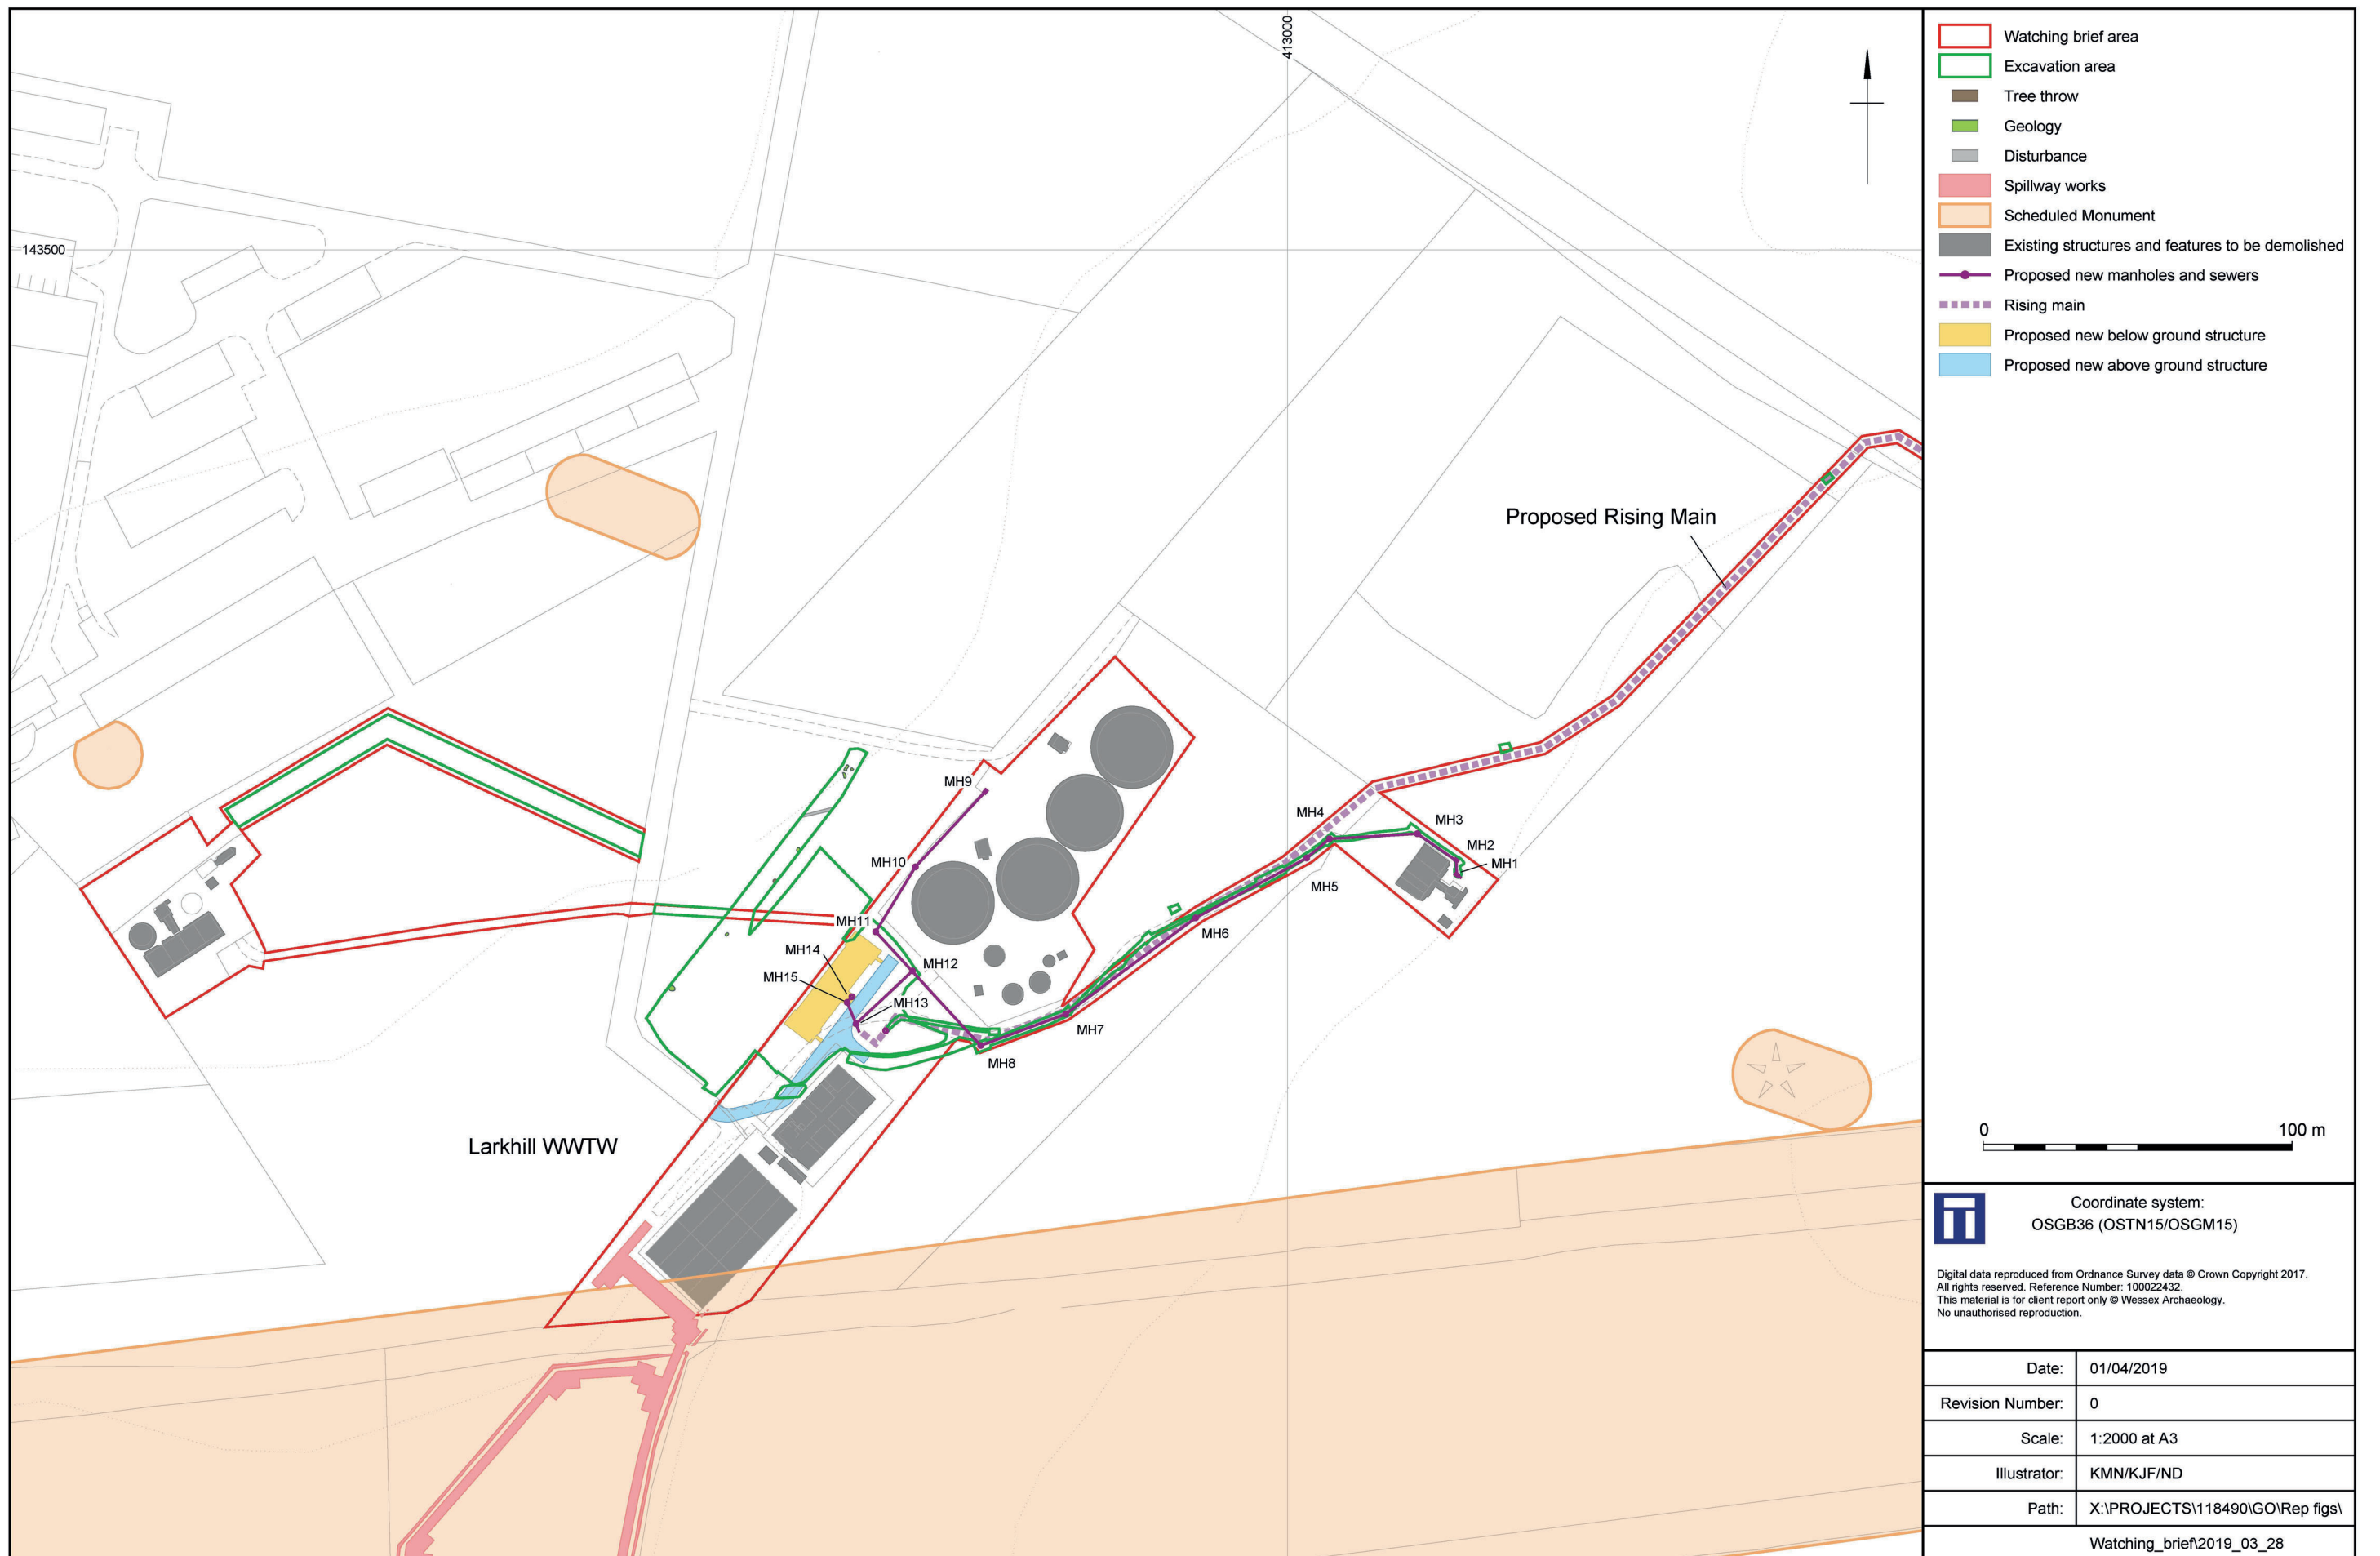 413000
143500
Proposed Rising Main
MH9
MH4
MH3
MH2
MH1
MH10
MH5
MH11
MH6
MH14
MH12
MH15
MH13
MH7
MH8
Larkhill WWTW
Watching brief area
Excavation area
Tree throw
Geology
Disturbance
Spillway works
Scheduled Monument
Existing structures and features to be demolished
Proposed new manholes and sewers
Rising main
Proposed new below ground structure
Proposed new above ground structure
0 100 m
Coordinate system:
OSGB36 (OSTN15/OSGM15)
Digital data reproduced from Ordnance Survey data © Crown Copyright 2017.
All rights reserved. Reference Number: 100022432.
This material is for client report only © Wessex Archaeology.
No unauthorised reproduction.
Date: 01/04/2019
Revision Number: 0
Scale: 1:2000 at A3
Illustrator: KMN/KJF/ND
Path: X:\PROJECTS\118490\GO\Rep figs\
Watching_brief\2019_03_28